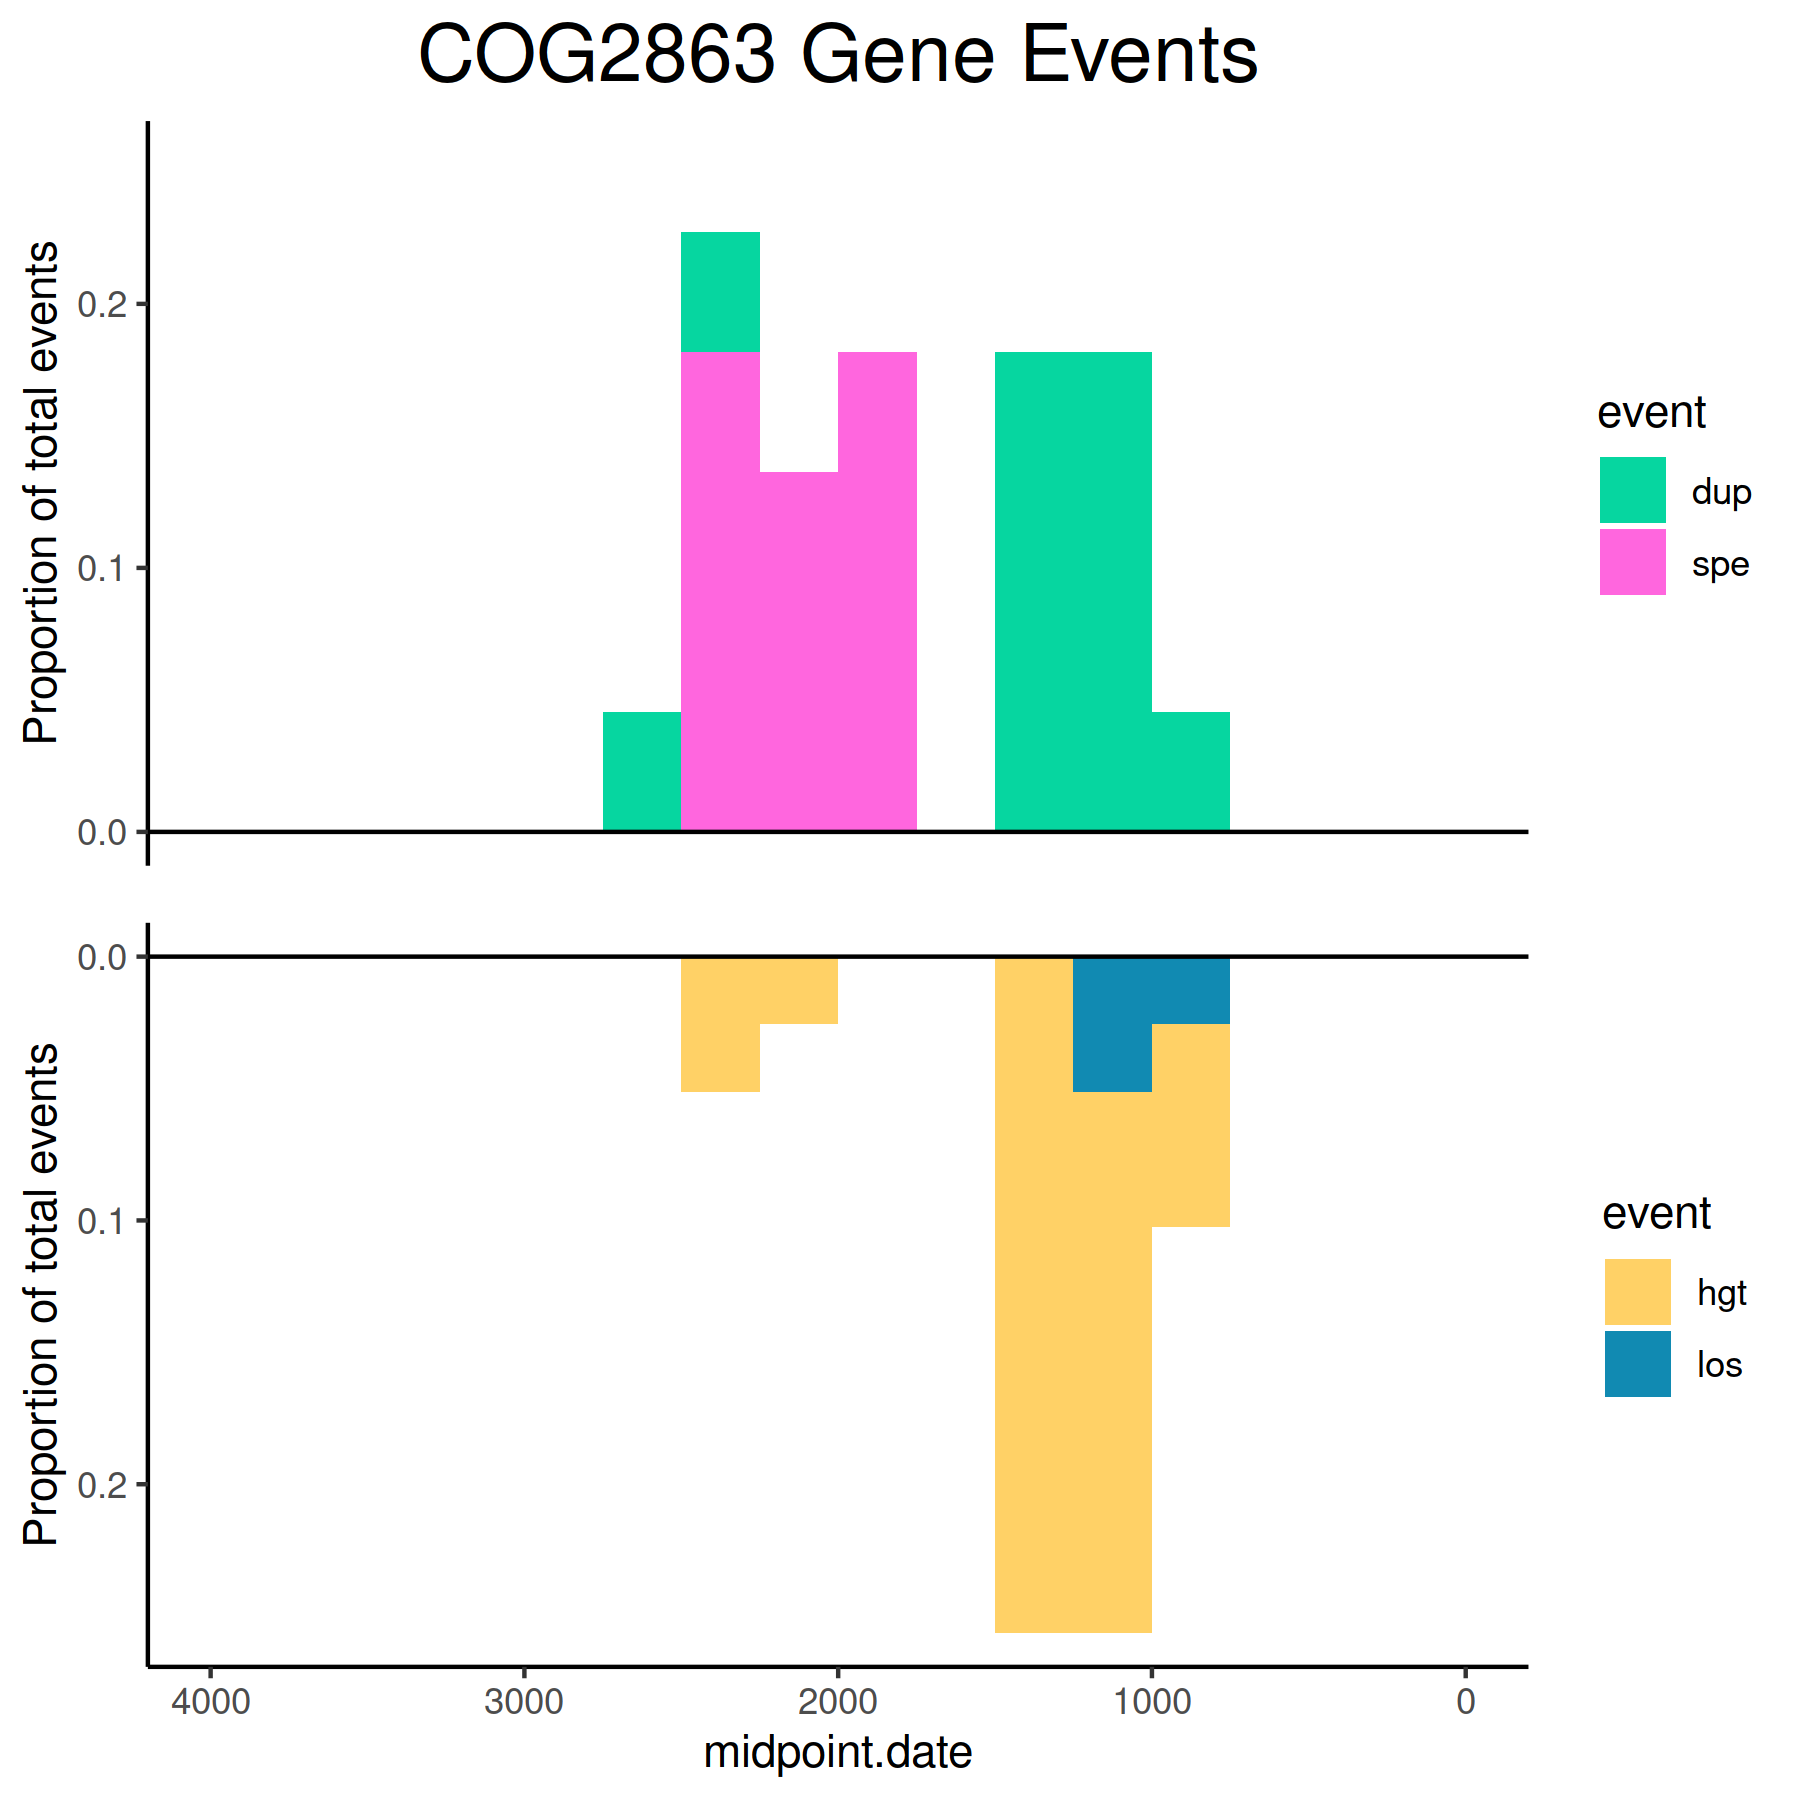 COG2863 Gene Events
Proportion of total events
0.2
0.1
0.0
event
dup
spe
Proportion of total events
0.0
0.1
0.2
event
hgt
los
4000 3000 2000 1000 0
midpoint.date